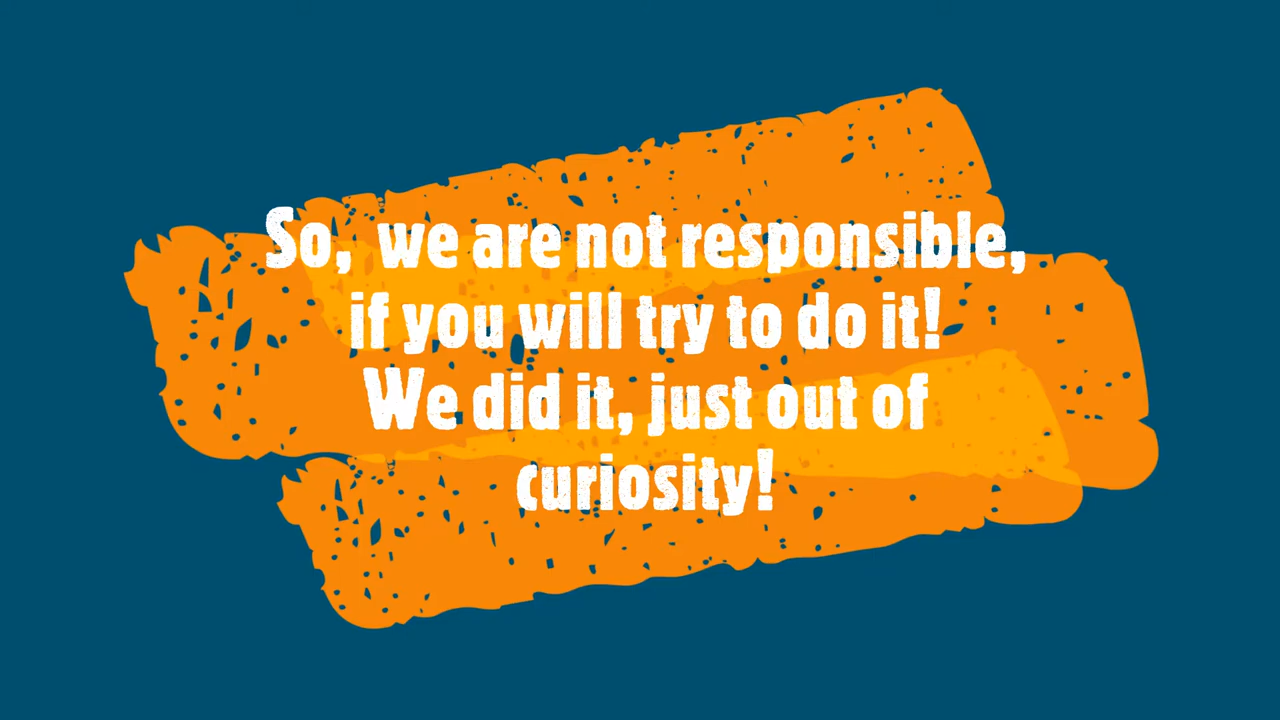 So, we are not responsible,
if you will try to do it!
We did it, just out of
curiosity!